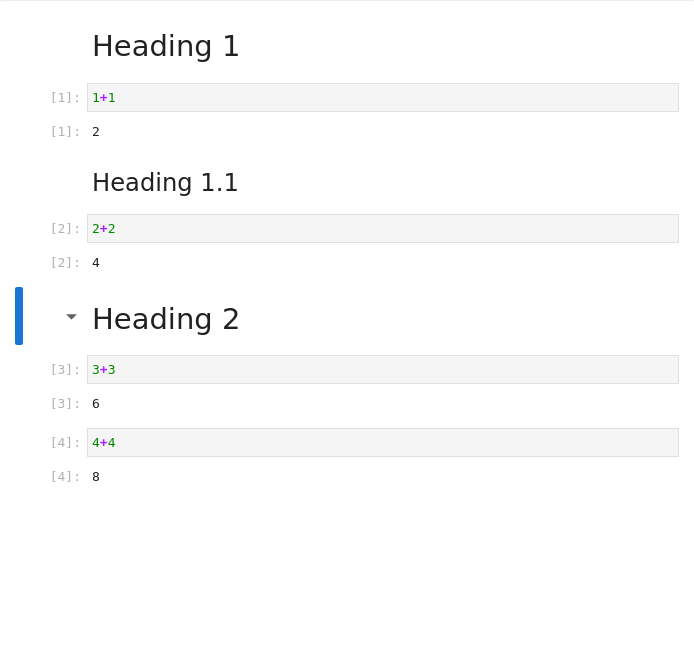 Heading 1
[1]: 1+1
[1]: 2
Heading 1.1
[2]: 2+2
[2]: 4
Heading 2
[3]: 3+3
[3]: 6
[4]: 4+4
[4]: 8